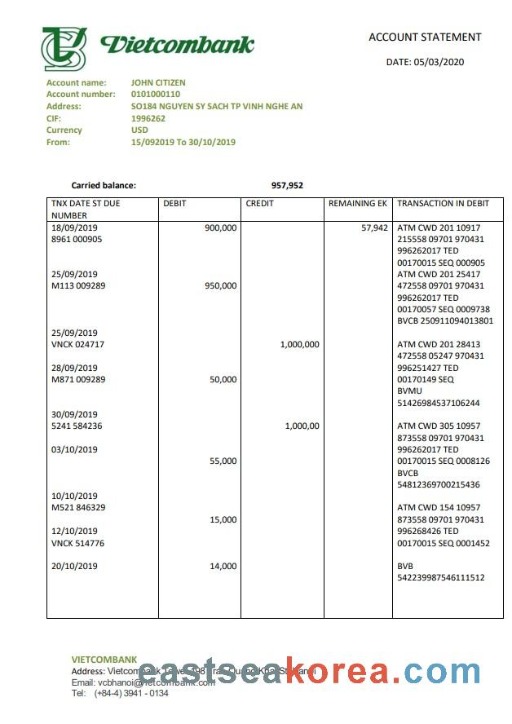 Vietcombank
ACCOUNT STATEMENT
DATE: 05/03/2020
Account name: JOHN CITIZEN
Account number: 0101000110
Address: SO184 NGUYEN SY SACH TP VINH NGHE AN
CIF: 1996262
Currency USD
From: 15/092019 To 30/10/2019
Carried balance: 957,952
TNX DATE ST DUE NUMBER DEBIT CREDIT REMAINING EK TRANSACTION IN DEBIT
18/09/2019 900,000 57,942 ATM CWD 201 10917
8961 000905 215558 09701 970431
996262017 TED
00170015 SEQ 000905
25/09/2019 ATM CWD 201 25417
M113 009289 950,000 472558 09701 970431
996262017 TED
00170057 SEQ 0009738
BVCB 250911094013801
25/09/2019
VNCK 024717 1,000,000 ATM CWD 201 28413
472558 05247 970431
28/09/2019 996251427 TED
M871 009289 50,000 00170149 SEQ
BVMU
51426984537106244
30/09/2019
5241 584236 1,000,00 ATM CWD 305 10957
873558 09701 970431
03/10/2019 996262017 TED
55,000 00170015 SEQ 0008126
BVCB
54812369700215436
10/10/2019
M521 846329 ATM CWD 154 10957
15,000 873558 09701 970431
12/10/2019 996268426 TED
VNCK 514776 00170015 SEQ 0001452
20/10/2019 14,000 BVB
542239987546111512
VIETCOMBANK
Address: Vietcombank
Email: vcbhanoi@vietcombank.com
Tel: (+84-4) 3941 - 0134
eastseakorea.com